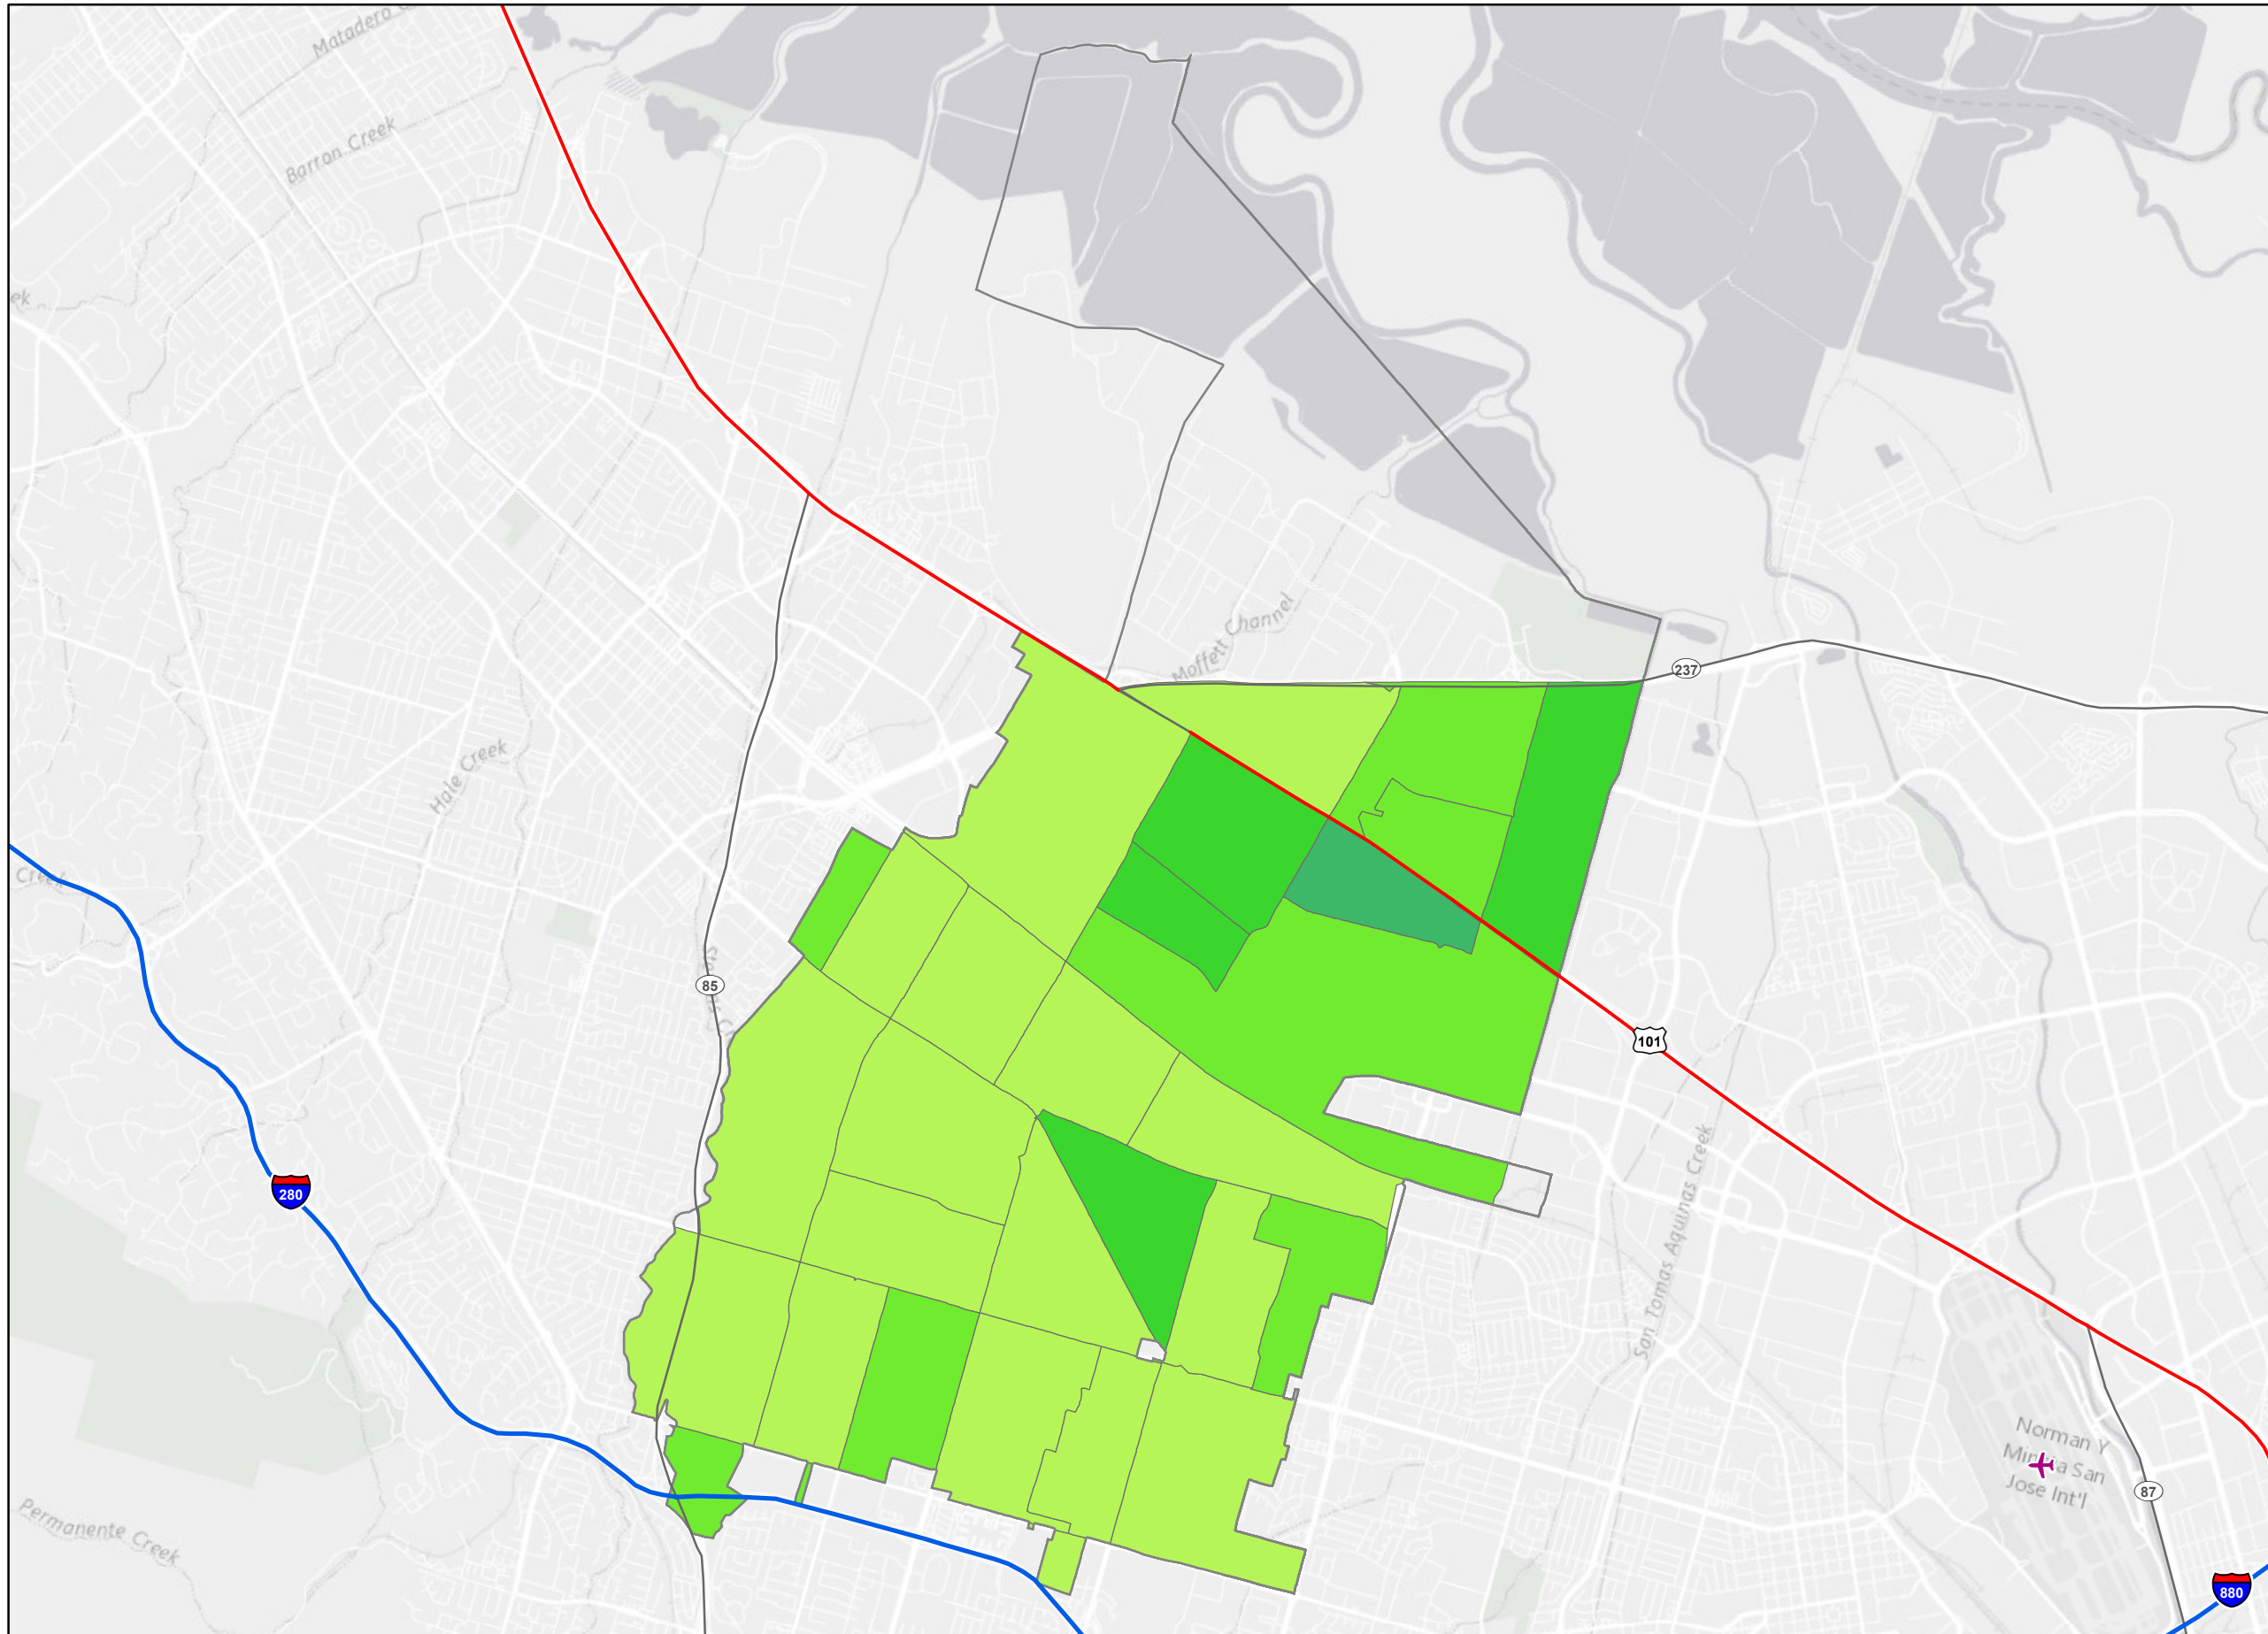 Matadero C
Barron Creek
ek
Moffett Channel
237
Hale Creek
Creek
85
101
280
San Tomas Aquinas Creek
Norman Y
Mineta San
Jose Int'l
87
Permanente Creek
880